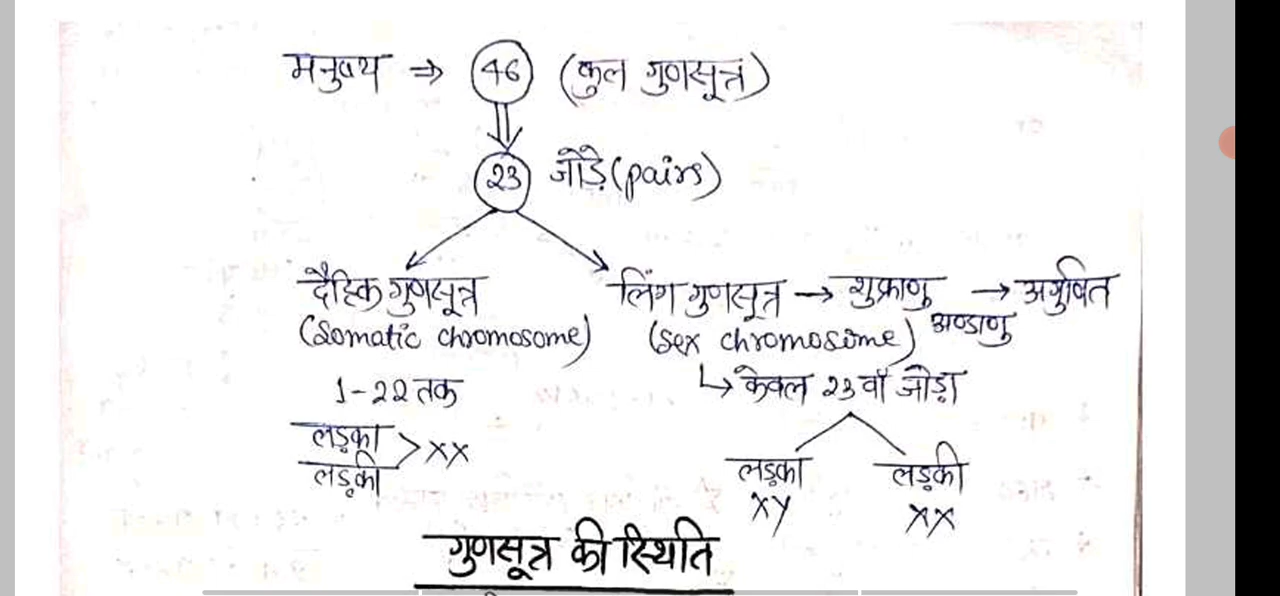 मनुष्य ⇒ 46 (कुल गुणसूत्र)
23 जोड़े (pairs)
दैहिक गुणसूत्र
(Somatic chromosome)
1-22 तक
लड़का
लड़की > XX
लिंग गुणसूत्र → शुक्राणु अण्डाणु → अगुणित
(sex chromosome)
↳ केवल 23 वाँ जोड़ा
लड़का लड़की
XY XX
गुणसूत्र की स्थिति